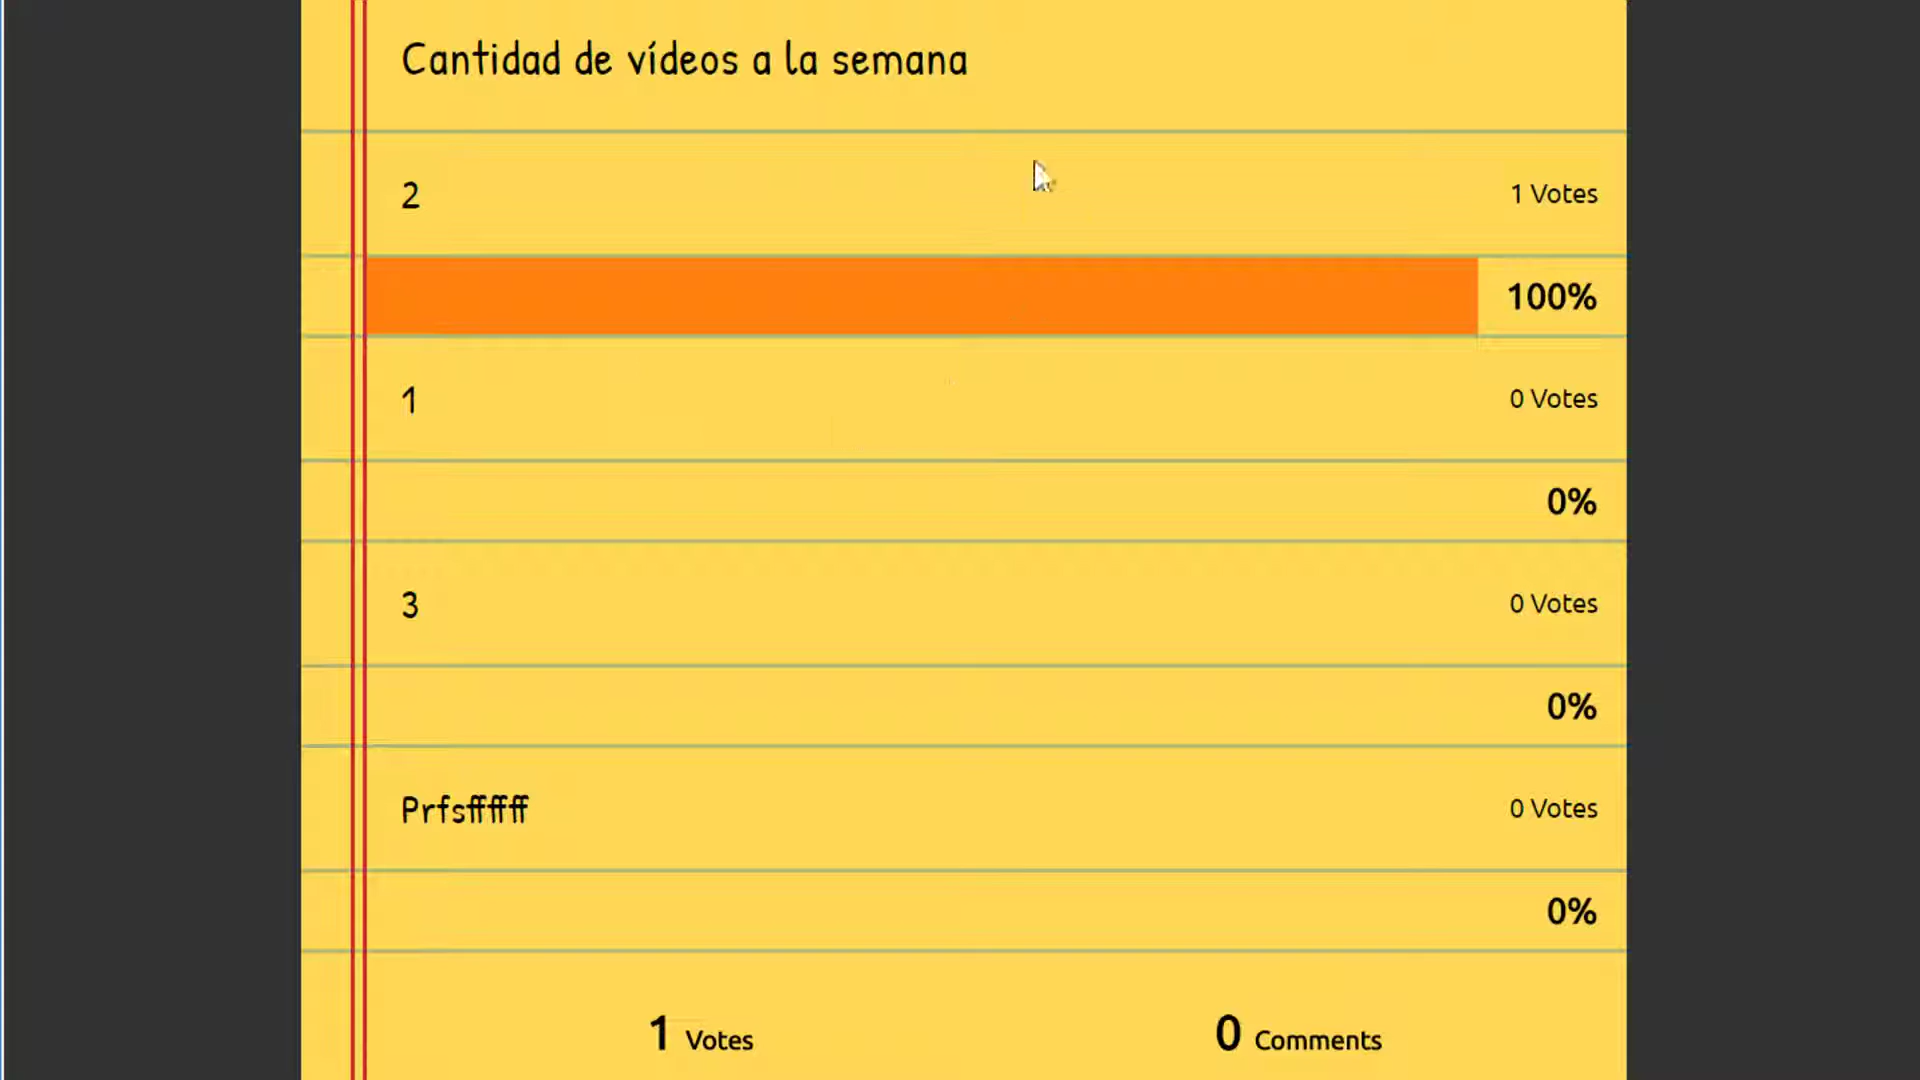 Cantidad de vídeos a la semana
2
1 Votes
100%
1
0 Votes
0%
3
0 Votes
0%
Prfsffffff
0 Votes
0%
1 Votes
0 Comments